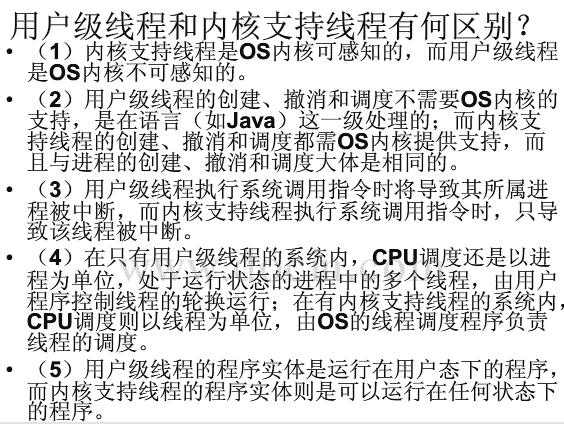 用户级线程和内核支持线程有何区别？
• （1）内核支持线程是OS内核可感知的，而用户级线程
是OS内核不可感知的。
• （2）用户级线程的创建、撤消和调度不需要OS内核的
支持，是在语言（如Java）这一级处理的；而内核支
持线程的创建、撤消和调度都需OS内核提供支持，而
且与进程的创建、撤消和调度大体是相同的。
• （3）用户级线程执行系统调用指令时将导致其所属进
程被中断，而内核支持线程执行系统调用指令时，只导
致该线程被中断。
• （4）在只有用户级线程的系统内，CPU调度还是以进
程为单位，处于运行状态的进程中的多个线程，由用户
程序控制线程的轮换运行；在有内核支持线程的系统内，
CPU调度则以线程为单位，由OS的线程调度程序负责
线程的调度。
• （5）用户级线程的程序实体是运行在用户态下的程序，
而内核支持线程的程序实体则是可以运行在任何状态下
的程序。